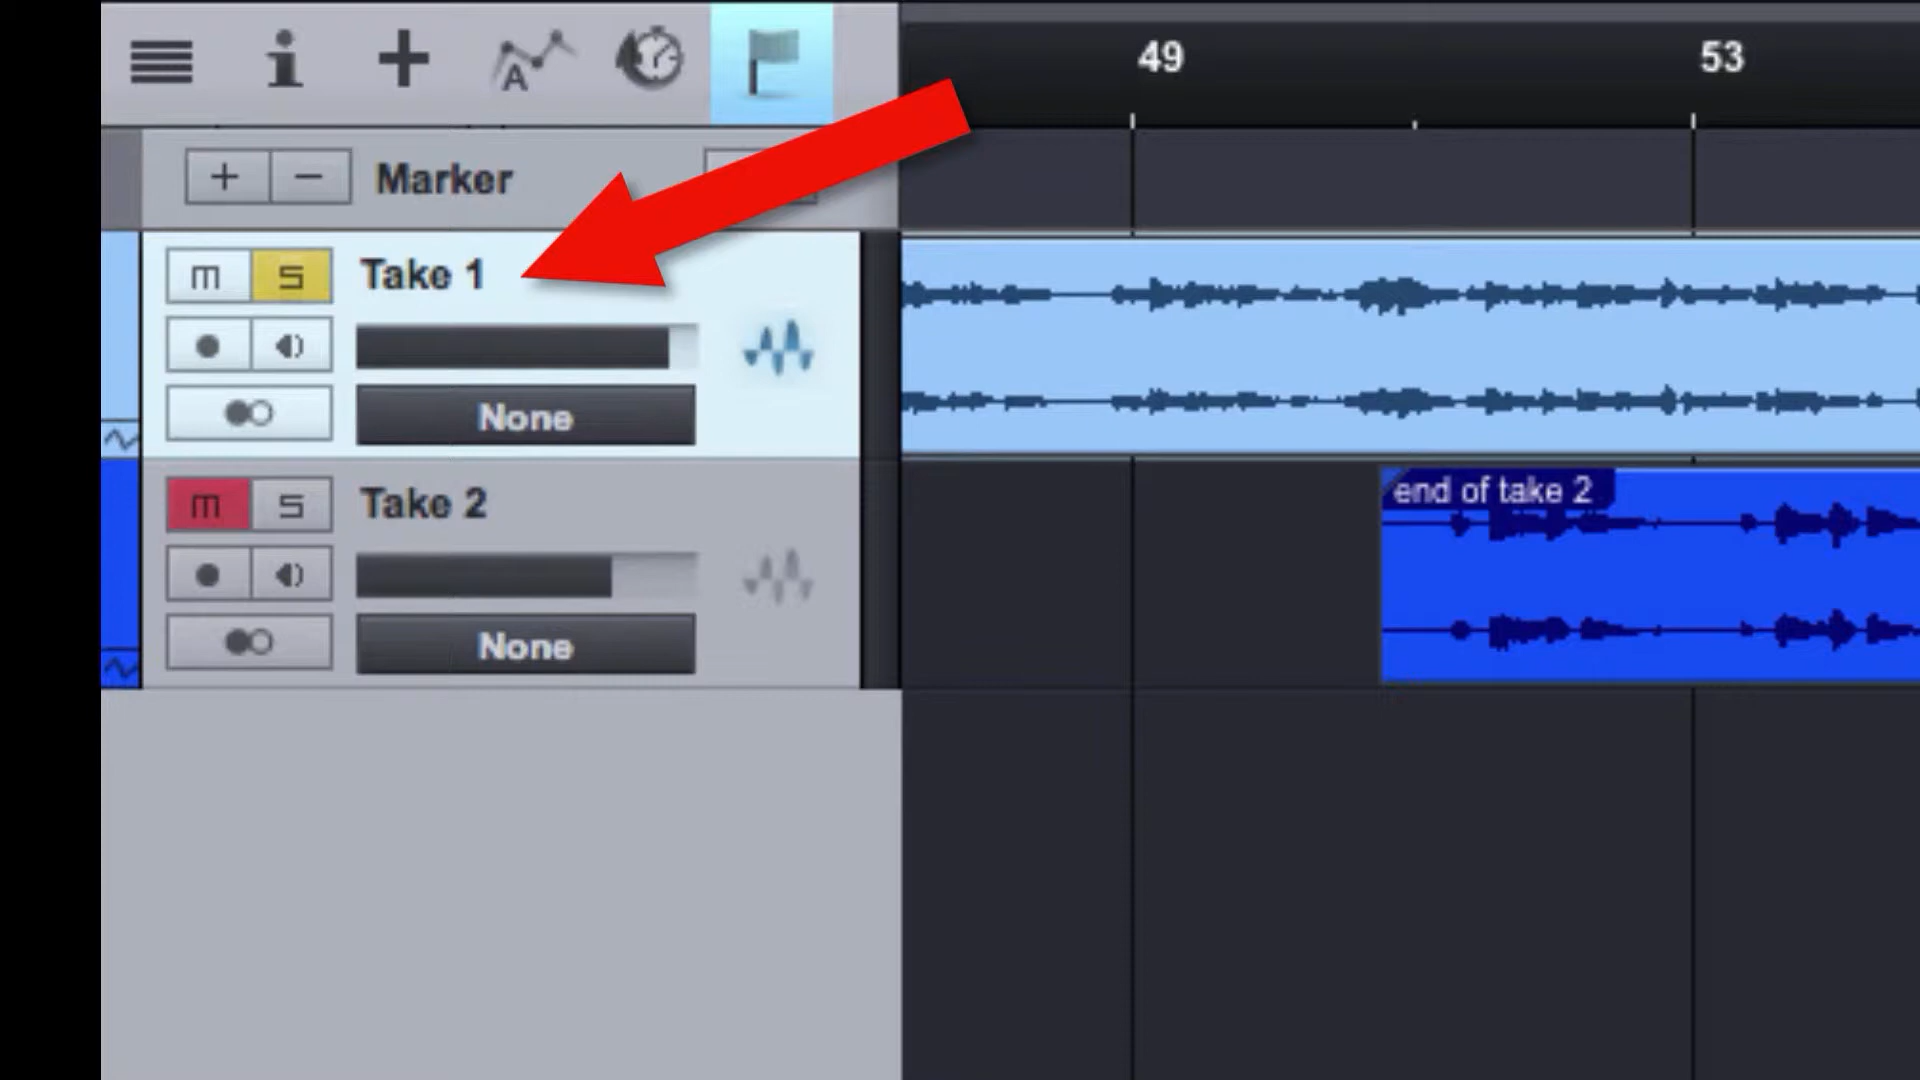 A
49
53
+ - Marker
m S Take 1
None
m S Take 2
None
end of take 2